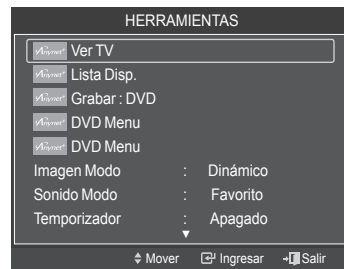 HERRAMIENTAS
Anynet+ Ver TV
Anynet+ Lista Disp.
Anynet+ Grabar : DVD
Anynet+ DVD Menu
Anynet+ DVD Menu
Imagen Modo : Dinámico
Sonido Modo : Favorito
Temporizador : Apagado
Mover Ingresar Salir